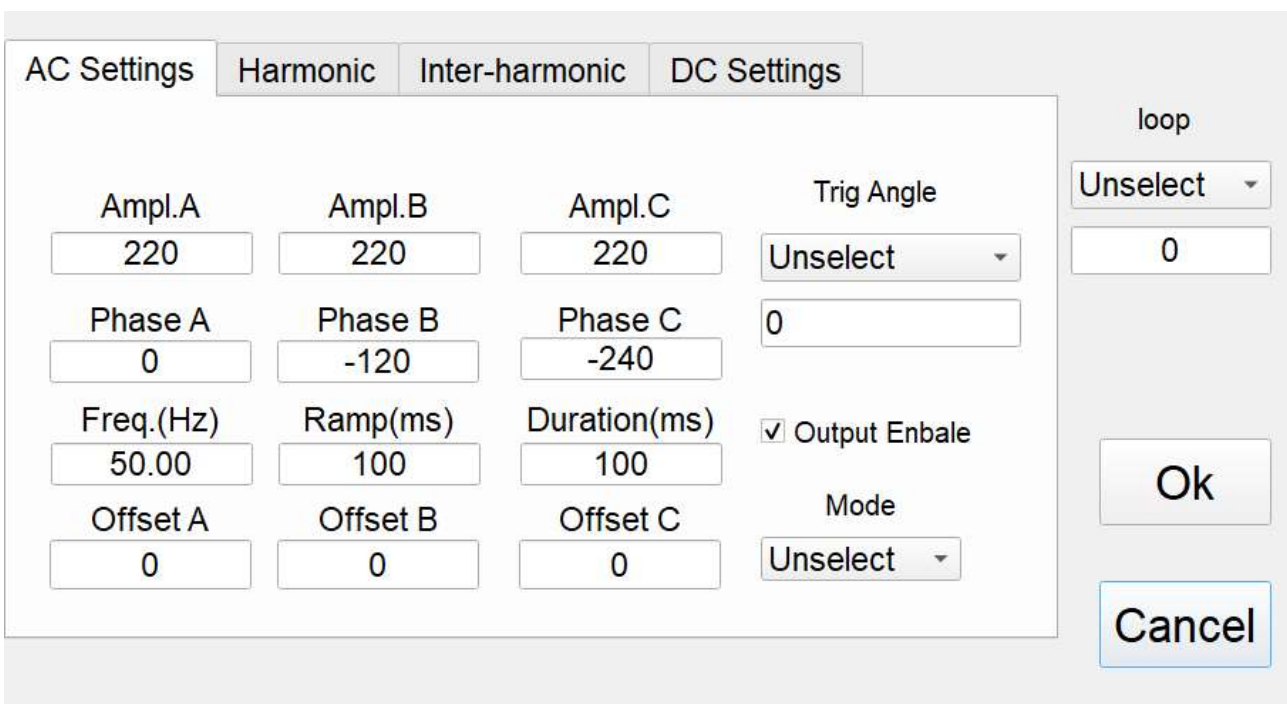 AC Settings Harmonic Inter-harmonic DC Settings
loop
Unselect
0
Ampl.A Ampl.B Ampl.C Trig Angle
220 220 220 Unselect
Phase A Phase B Phase C 0
0 -120 -240
Freq.(Hz) Ramp(ms) Duration(ms) Output Enbale
50.00 100 100
Offset A Offset B Offset C Mode
0 0 0 Unselect
Ok
Cancel